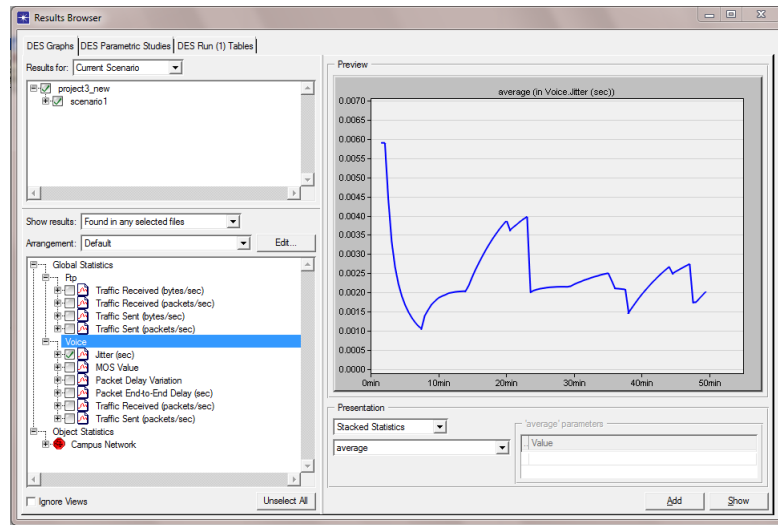 Results Browser
DES Graphs DES Parametric Studies DES Run (1) Tables
Results for: Current Scenario
project3_new
scenario1
Show results: Found in any selected files
Arrangement: Default Edit...
Global Statistics
Ftp
Traffic Received (bytes/sec)
Traffic Received (packets/sec)
Traffic Sent (bytes/sec)
Traffic Sent (packets/sec)
Voice
Jitter (sec)
MOS Value
Packet Delay Variation
Packet End-to-End Delay (sec)
Traffic Received (packets/sec)
Traffic Sent (packets/sec)
Object Statistics
Campus Network
Ignore Views Unselect All
Preview
average (in Voice.Jitter (sec))
0.0070
0.0065
0.0060
0.0055
0.0050
0.0045
0.0040
0.0035
0.0030
0.0025
0.0020
0.0015
0.0010
0.0005
0.0000
0min 10min 20min 30min 40min 50min
Presentation
Stacked Statistics
average
'average' parameters
... Value
Add Show